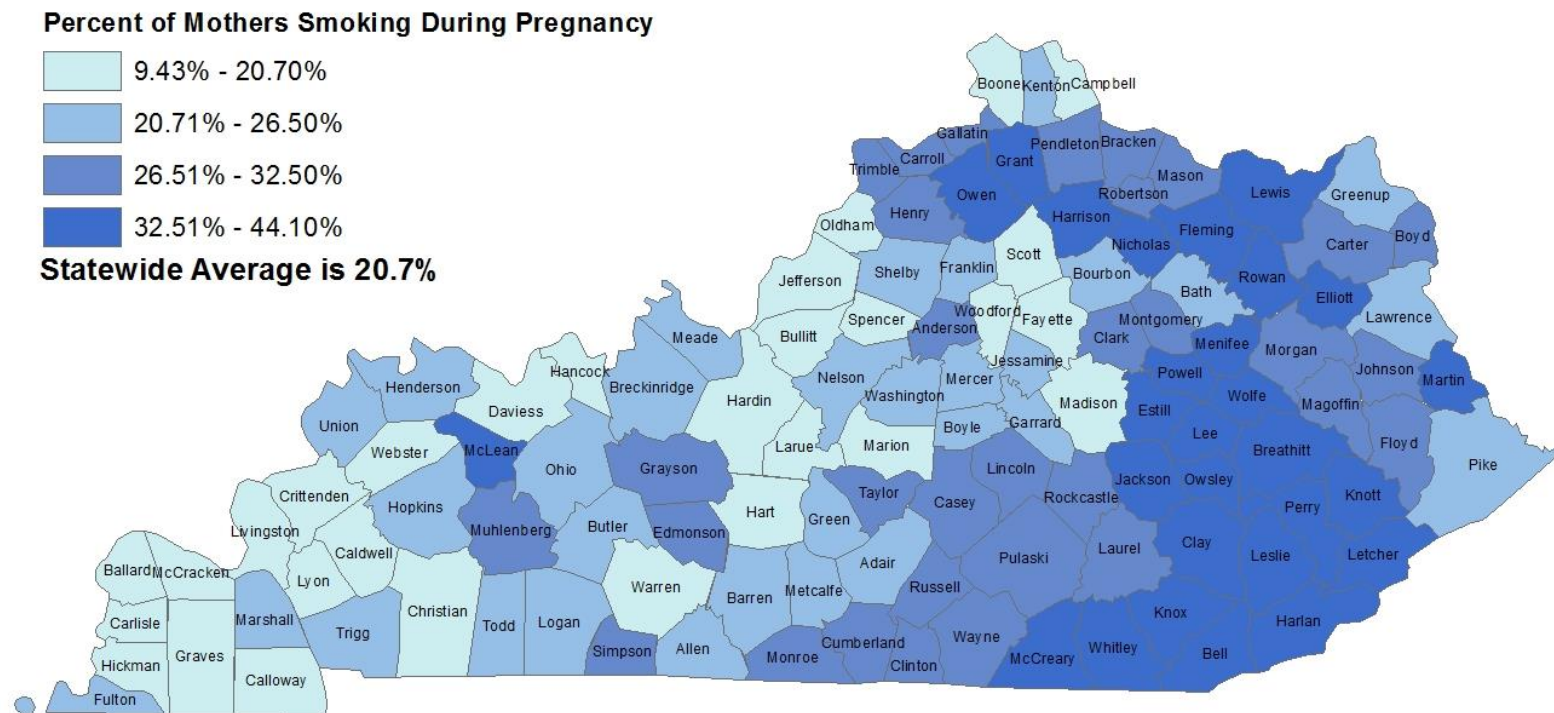 Percent of Mothers Smoking During Pregnancy
9.43% - 20.70%
20.71% - 26.50%
26.51% - 32.50%
32.51% - 44.10%
Statewide Average is 20.7%
Boone
Kenton
Campbell
Gallatin
Pendleton
Bracken
Trimble
Carroll
Grant
Mason
Owen
Robertson
Lewis
Greenup
Henry
Harrison
Fleming
Oldham
Nicholas
Carter
Boyd
Shelby
Franklin
Scott
Bourbon
Rowan
Jefferson
Bath
Elliott
Lawrence
Spencer
Woodford
Fayette
Montgomery
Bullitt
Anderson
Clark
Menifee
Morgan
Meade
Jessamine
Johnson
Hancock
Breckinridge
Nelson
Mercer
Powell
Martin
Henderson
Washington
Wolfe
Magoffin
Daviess
Hardin
Madison
Estill
Union
Garrard
Boyle
Lee
Floyd
Webster
McLean
Larue
Marion
Breathitt
Pike
Ohio
Grayson
Lincoln
Crittenden
Taylor
Jackson
Owsley
Knott
Hopkins
Casey
Rockcastle
Perry
Hart
Green
Livingston
Muhlenberg
Butler
Edmonson
Caldwell
Pulaski
Laurel
Clay
Leslie
Letcher
Ballard
McCracken
Lyon
Adair
Warren
Russell
Metcalfe
Barren
Christian
Carlisle
Marshall
Trigg
Todd
Logan
Knox
Harlan
Wayne
Cumberland
Hickman
Graves
Simpson
Allen
Monroe
Clinton
McCreary
Whitley
Bell
Calloway
Fulton